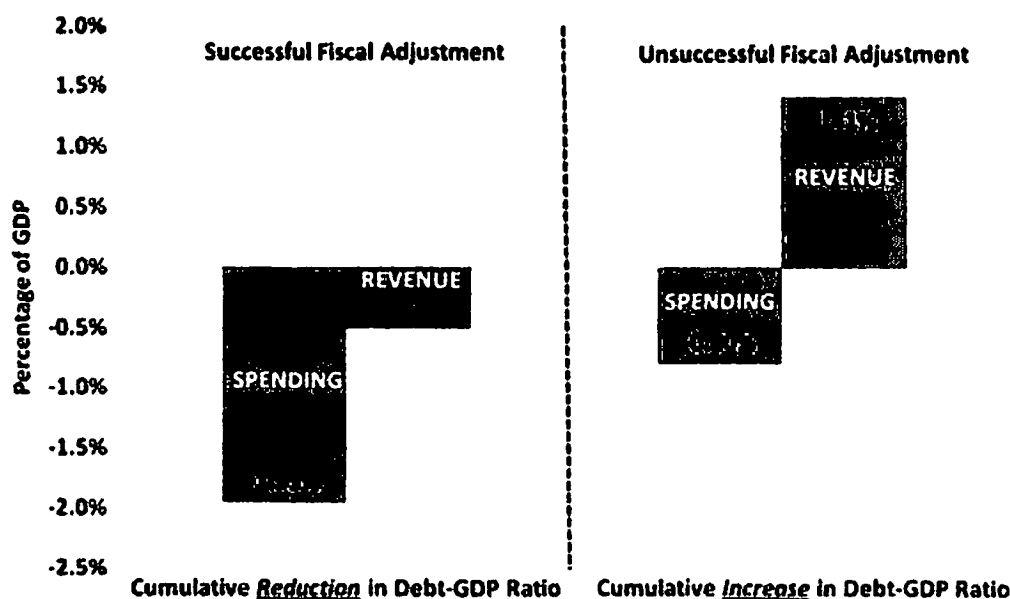 2.0%
Successful Fiscal Adjustment
Unsuccessful Fiscal Adjustment
1.5%
1.0%
REVENUE
0.5%
Percentage of GDP
0.0%
REVENUE
SPENDING
-0.5%
-1.0%
SPENDING
-1.5%
-2.0%
-2.5%
Cumulative Reduction in Debt-GDP Ratio
Cumulative Increase in Debt-GDP Ratio